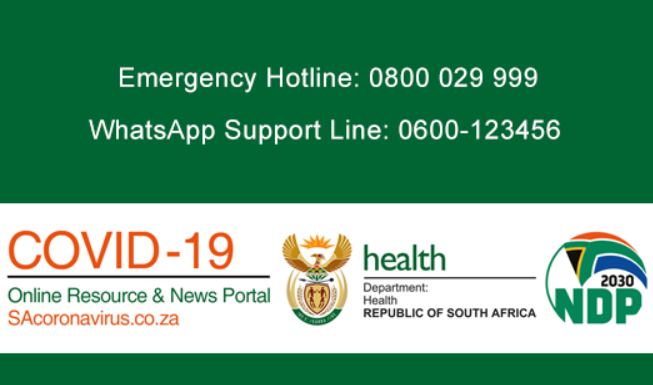 Emergency Hotline: 0800 029 999
WhatsApp Support Line: 0600-123456
COVID-19
Online Resource & News Portal
SAcoronavirus.co.za
health
Department:
Health
REPUBLIC OF SOUTH AFRICA
2030
NDP